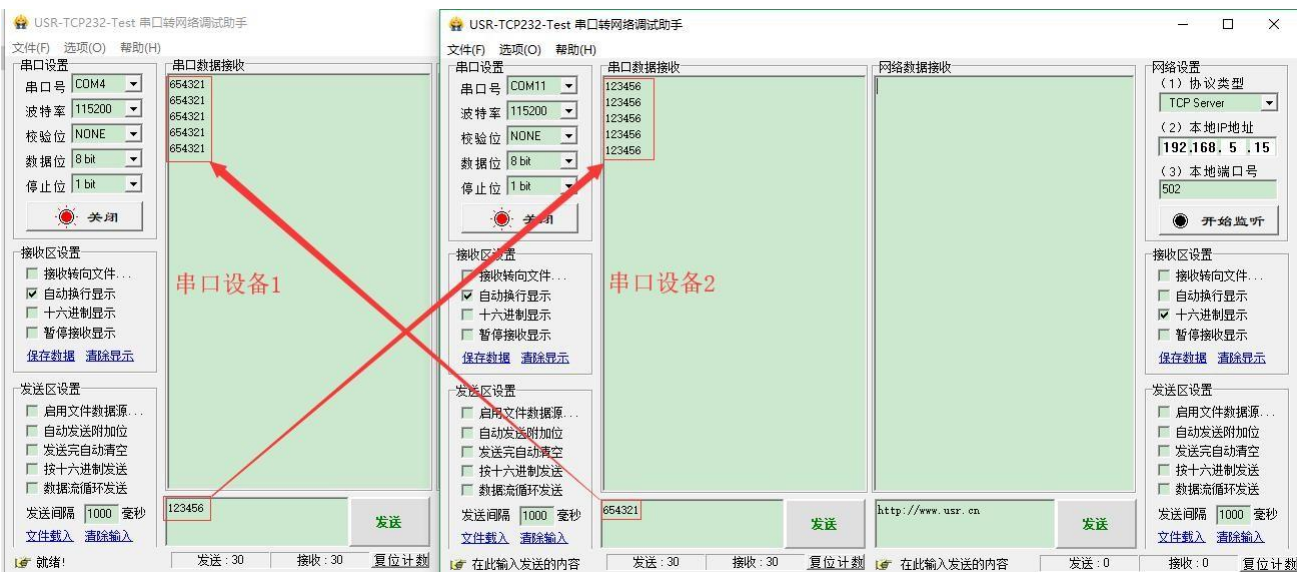 USR-TCP232-Test 串口转网络调试助手
文件(F) 选项(O) 帮助(H)
串口设置
串口号 COM4
波特率 115200
校验位 NONE
数据位 8 bit
停止位 1 bit
关闭
接收区设置
接收转向文件...
自动换行显示
十六进制显示
暂停接收显示
保存数据 清除显示
发送区设置
启用文件数据源...
自动发送附加位
发送完自动清空
按十六进制发送
数据流循环发送
发送间隔 1000 毫秒
文件载入 清除输入
就绪!
串口数据接收
654321
654321
654321
654321
654321
串口设备1
123456
发送
发送 : 30 接收 : 30 复位计数
USR-TCP232-Test 串口转网络调试助手
文件(F) 选项(O) 帮助(H)
串口设置
串口号 COM11
波特率 115200
校验位 NONE
数据位 8 bit
停止位 1 bit
关闭
接收区设置
接收转向文件...
自动换行显示
十六进制显示
暂停接收显示
保存数据 清除显示
发送区设置
启用文件数据源...
自动发送附加位
发送完自动清空
按十六进制发送
数据流循环发送
发送间隔 1000 毫秒
文件载入 清除输入
在此输入发送的内容
串口数据接收
123456
123456
123456
123456
123456
串口设备2
654321
发送
发送 : 30 接收 : 30 复位计数
网络数据接收
http://www.usr.cn
发送
在此输入发送的内容
发送 : 0 接收 : 0 复位计数
网络设置
(1) 协议类型
TCP Server
(2) 本地IP地址
192.168. 5 .15
(3) 本地端口号
502
开始监听
接收区设置
接收转向文件...
自动换行显示
十六进制显示
暂停接收显示
保存数据 清除显示
发送区设置
启用文件数据源...
自动发送附加位
发送完自动清空
按十六进制发送
数据流循环发送
发送间隔 1000 毫秒
文件载入 清除输入